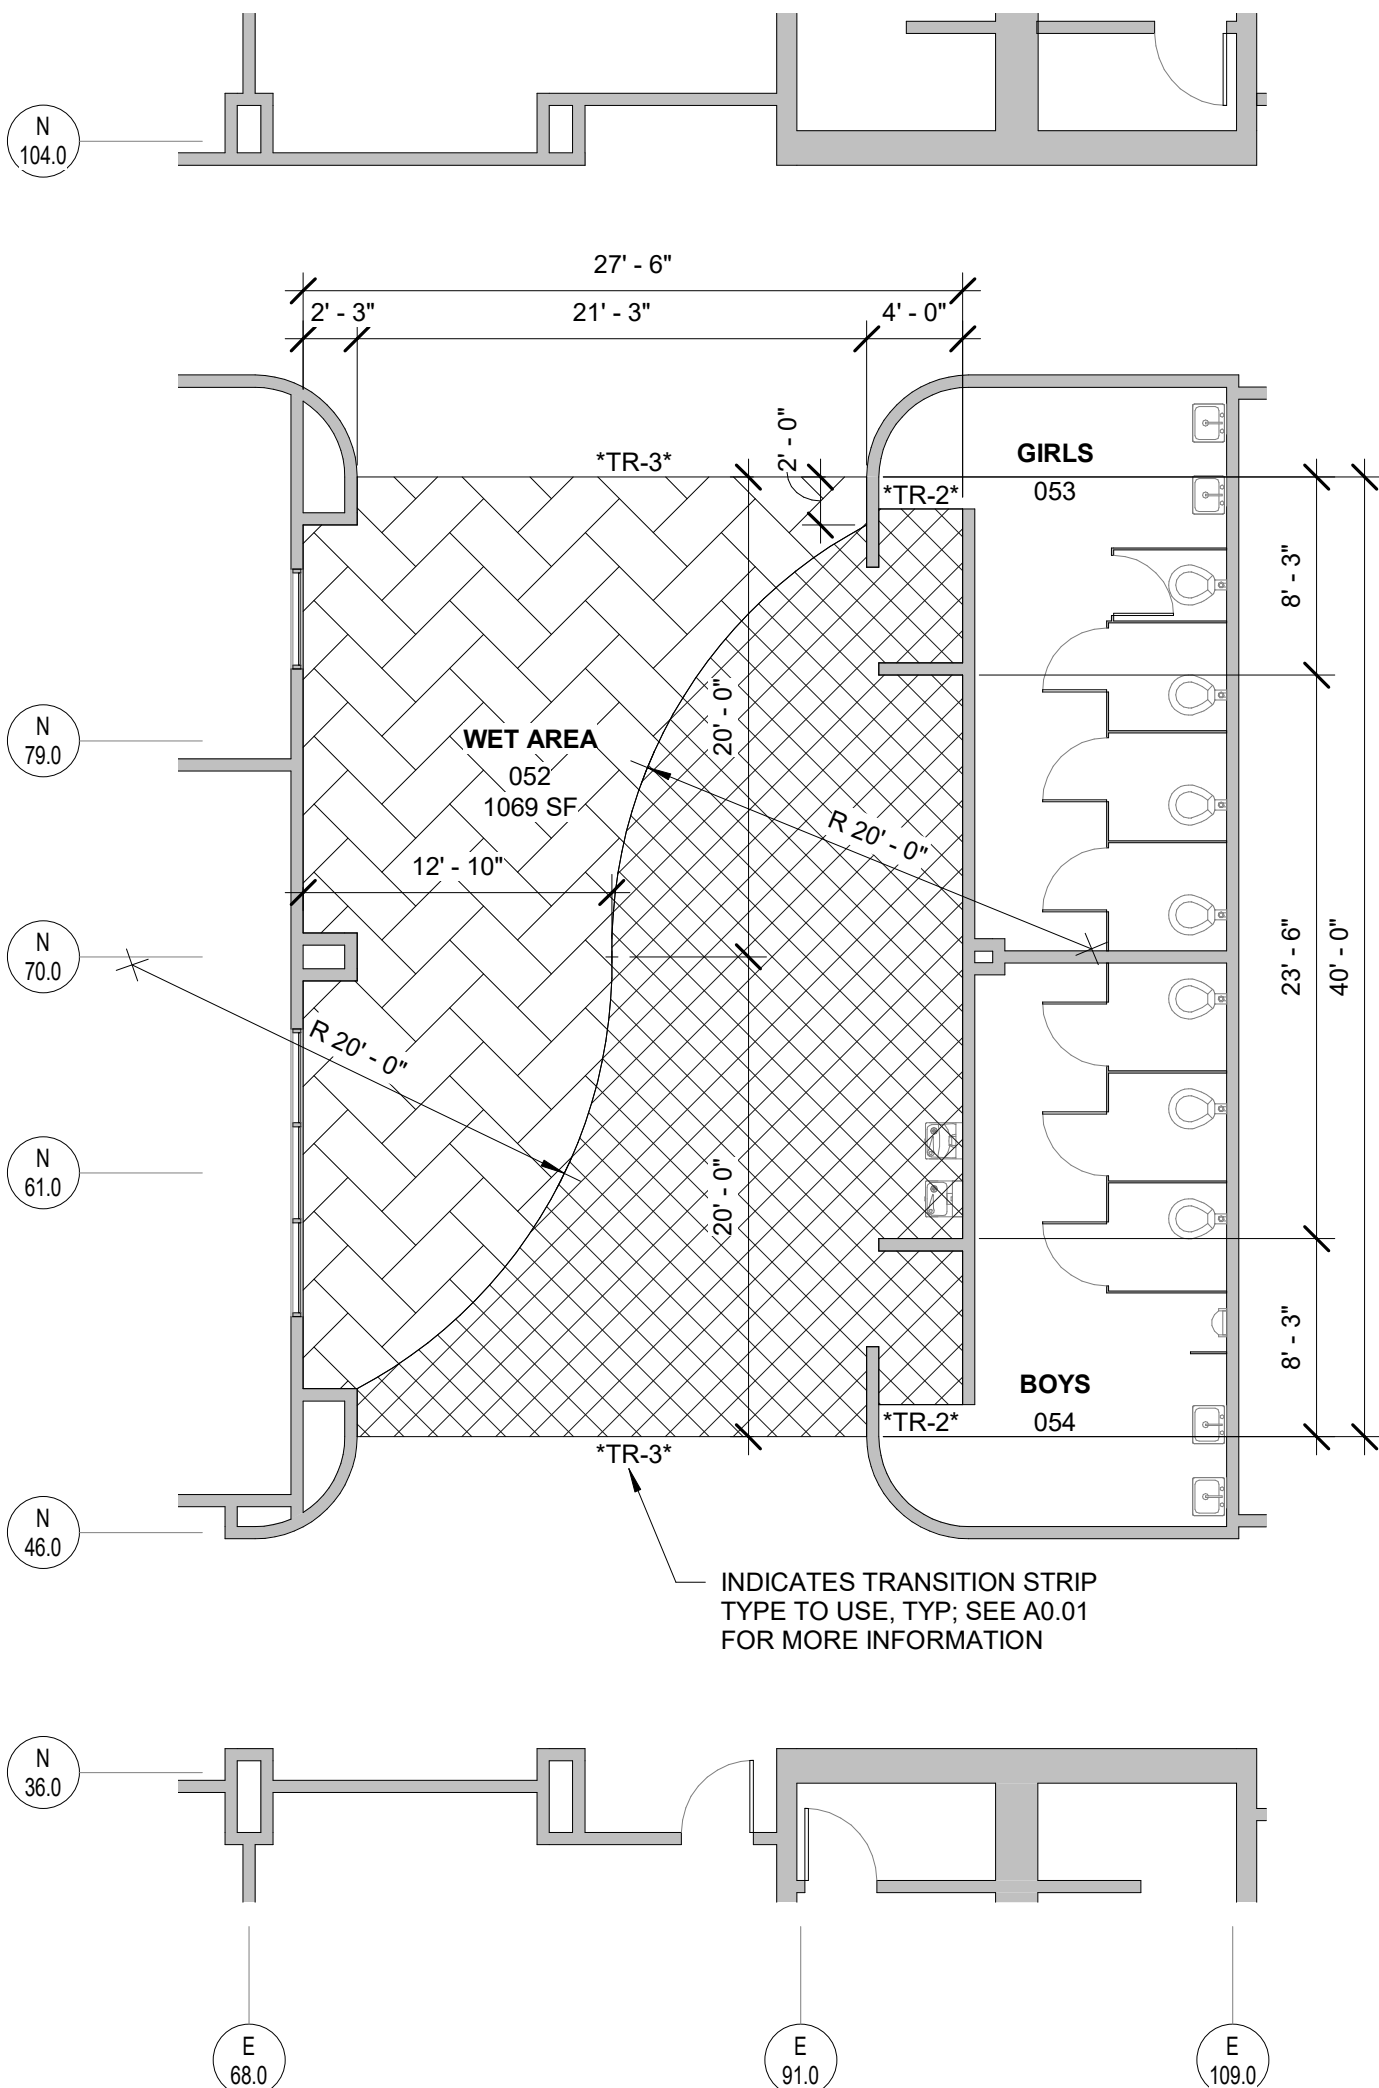 N
104.0
27' - 6"
2' - 3"
21' - 3"
4' - 0"
2' - 0"
*TR-3*
GIRLS
053
*TR-2*
8' - 3"
20' - 0"
N
79.0
WET AREA
052
1069 SF
R 20' - 0"
12' - 10"
N
70.0
23' - 6"
40' - 0"
R 20' - 0"
N
61.0
20' - 0"
8' - 3"
BOYS
054
*TR-2*
*TR-3*
N
46.0
INDICATES TRANSITION STRIP
TYPE TO USE, TYP; SEE A0.01
FOR MORE INFORMATION
N
36.0
E
68.0
E
91.0
E
109.0